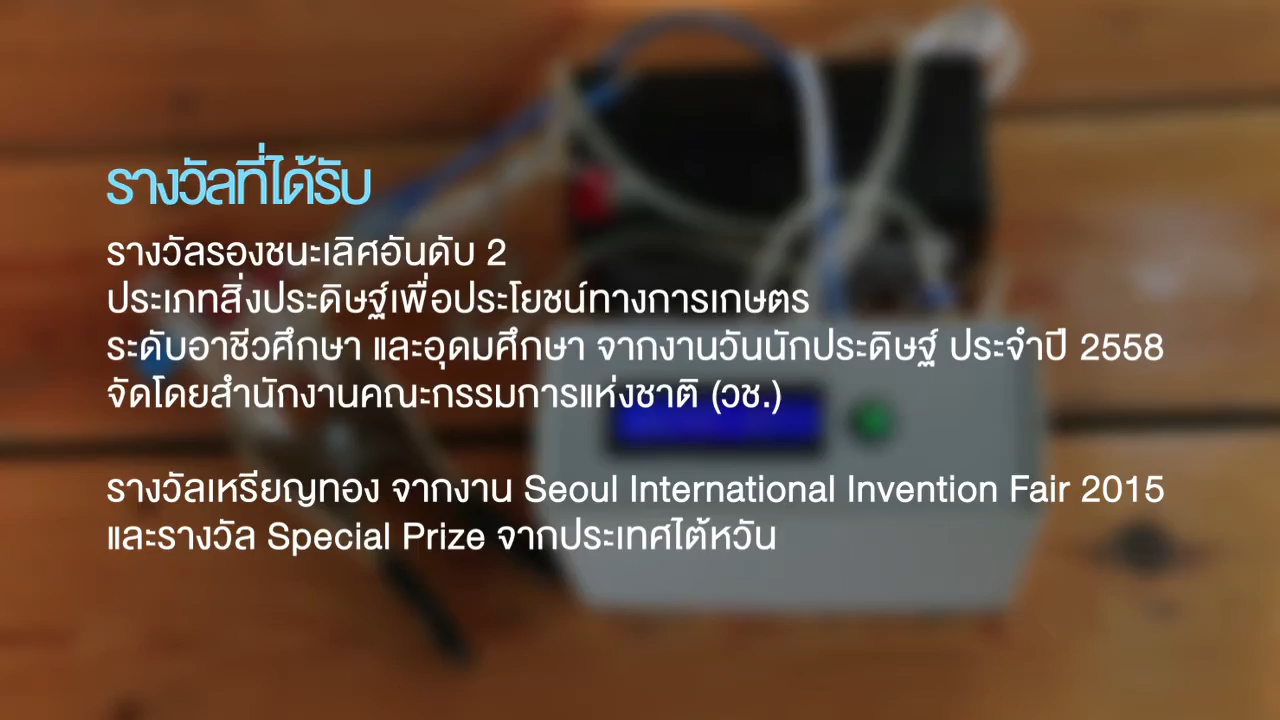 รางวัลที่ได้รับ
รางวัลรองชนะเลิศอันดับ 2
ประเภทสิ่งประดิษฐ์เพื่อประโยชน์ทางการเกษตร
ระดับอาชีวศึกษา และอุดมศึกษา จากงานวันนักประดิษฐ์ ประจำปี 2558
จัดโดยสำนักงานคณะกรรมการแห่งชาติ (วช.)
รางวัลเหรียญทอง จากงาน Seoul International Invention Fair 2015
และรางวัล Special Prize จากประเทศไต้หวัน